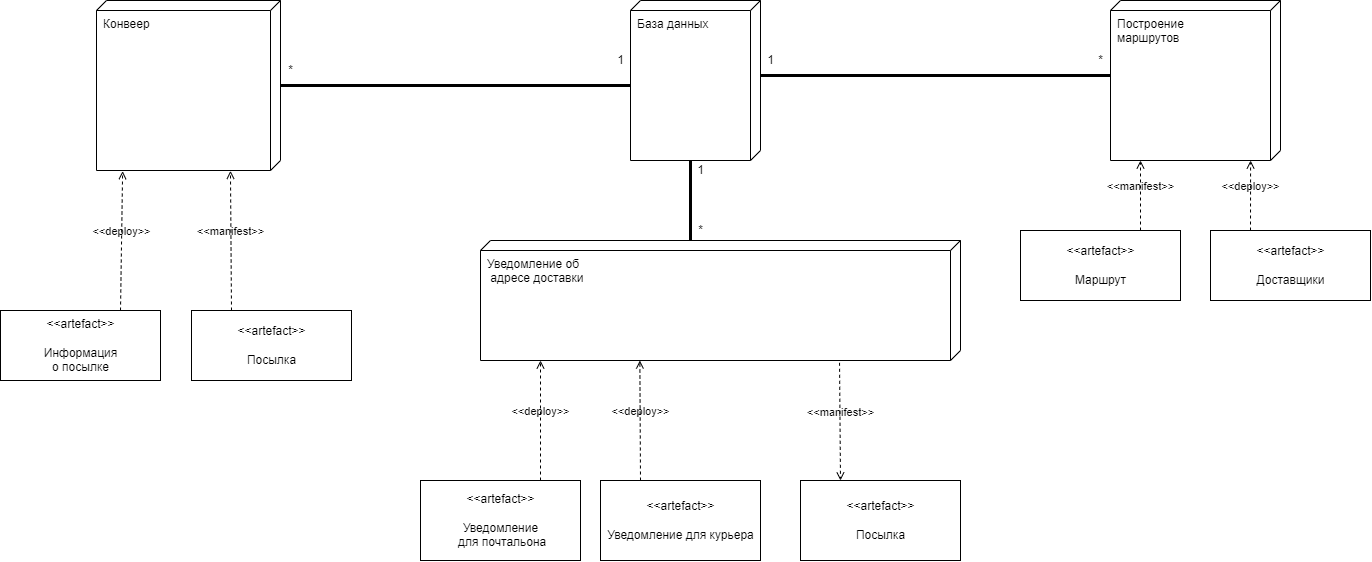 Конвеер
База данных
Построение
маршрутов
*
1
1
*
1
*
<<deploy>>
<<manifest>>
<<manifest>>
<<deploy>>
<<artefact>>
Информация
о посылке
<<artefact>>
Посылка
Уведомление об
адресе доставки
<<artefact>>
Маршрут
<<artefact>>
Доставщики
<<deploy>>
<<deploy>>
<<manifest>>
<<artefact>>
Уведомление
для почтальона
<<artefact>>
Уведомление для курьера
<<artefact>>
Посылка